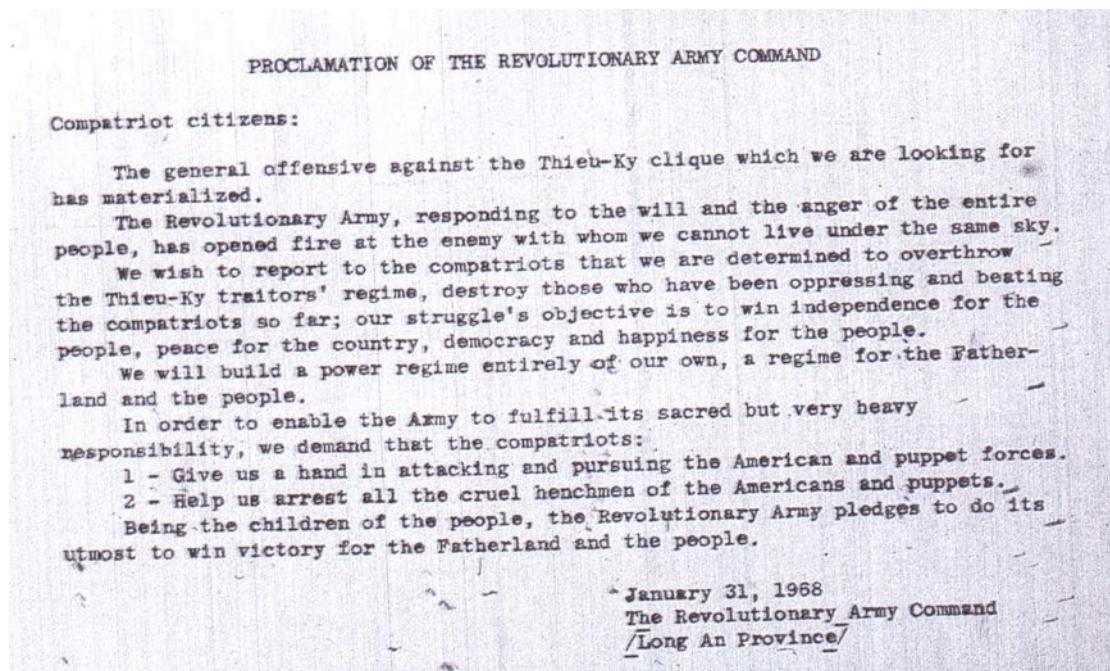 PROCLAMATION OF THE REVOLUTIONARY ARMY COMMAND
Compatriot citizens:
The general offensive against the Thieu-Ky clique which we are looking for
has materialized.
The Revolutionary Army, responding to the will and the anger of the entire
people, has opened fire at the enemy with whom we cannot live under the same sky.
We wish to report to the compatriots that we are determined to overthrow
the Thieu-Ky traitors' regime, destroy those who have been oppressing and beating
the compatriots so far; our struggle's objective is to win independence for the
people, peace for the country, democracy and happiness for the people.
We will build a power regime entirely of our own, a regime for the Father-
land and the people.
In order to enable the Army to fulfill its sacred but very heavy
responsibility, we demand that the compatriots:
1 - Give us a hand in attacking and pursuing the American and puppet forces.
2 - Help us arrest all the cruel henchmen of the Americans and puppets.
Being the children of the people, the Revolutionary Army pledges to do its
utmost to win victory for the Fatherland and the people.
January 31, 1968
The Revolutionary Army Command
/Long An Province/